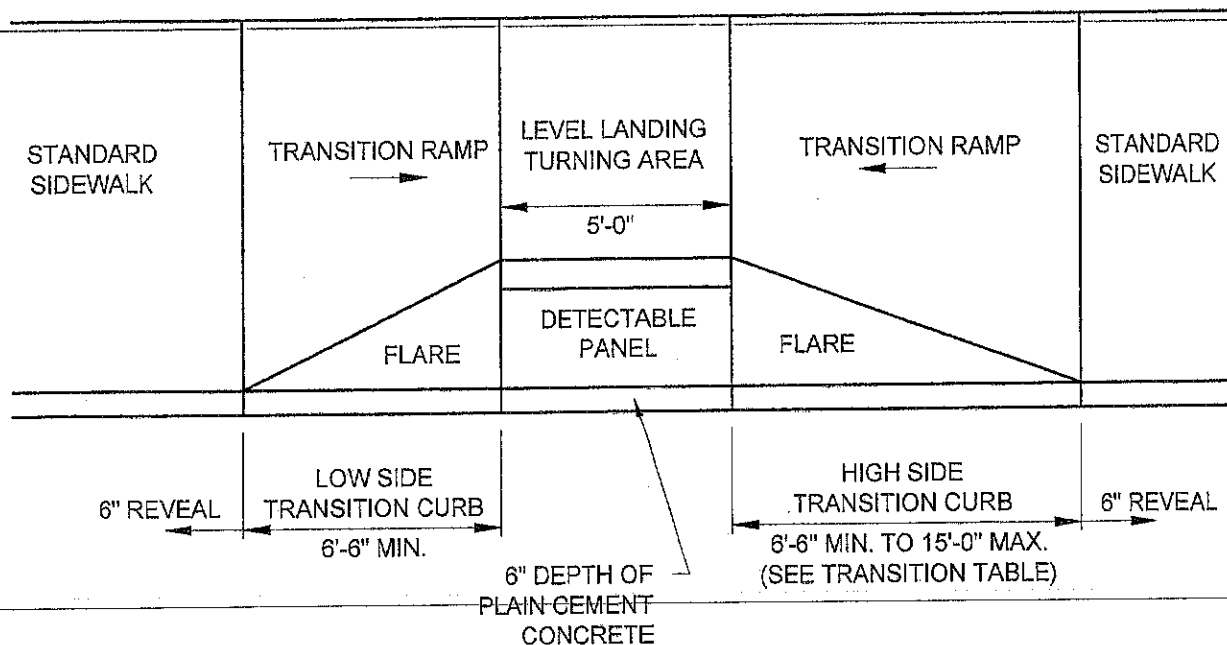 STANDARD
SIDEWALK
TRANSITION RAMP
LEVEL LANDING
TURNING AREA
5'-0"
TRANSITION RAMP
STANDARD
SIDEWALK
FLARE
DETECTABLE
PANEL
FLARE
6" REVEAL
LOW SIDE
TRANSITION CURB
6'-6" MIN.
HIGH SIDE
TRANSITION CURB
6'-6" MIN. TO 15'-0" MAX.
(SEE TRANSITION TABLE)
6" REVEAL
6" DEPTH OF
PLAIN CEMENT
CONCRETE